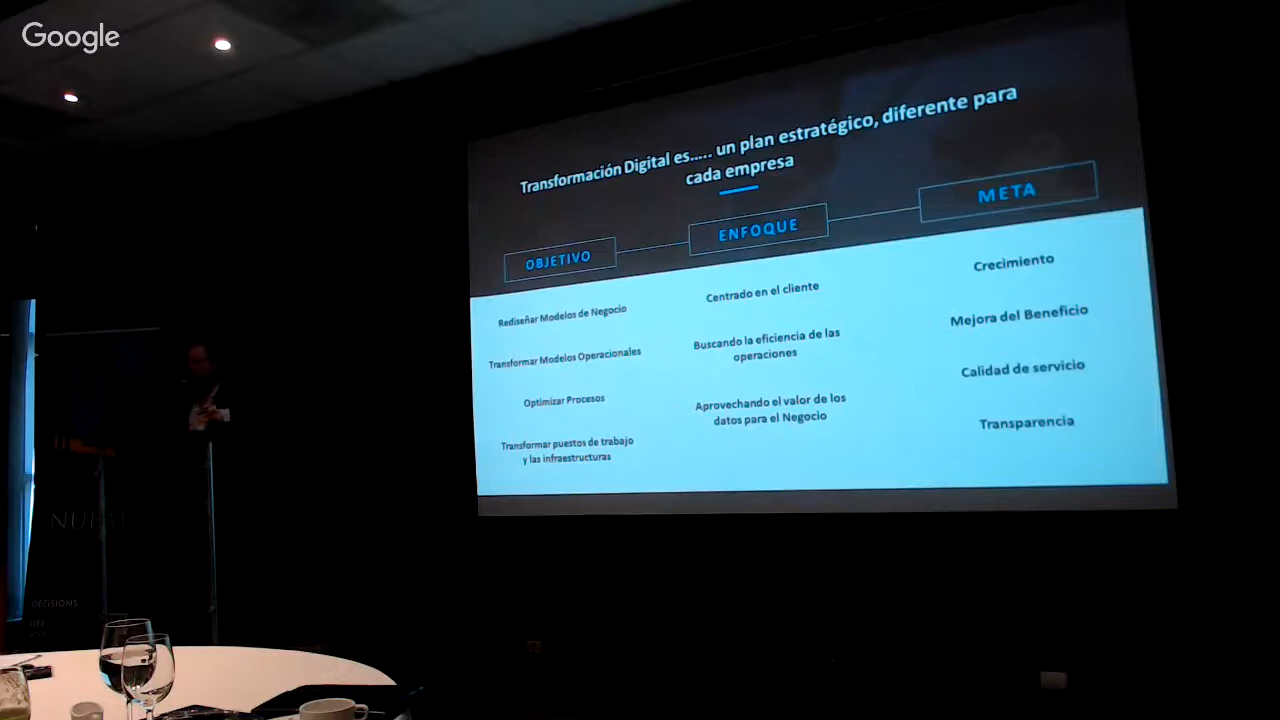 Google
Transformación Digital es..... un plan estratégico, diferente para
cada empresa
OBJETIVO
ENFOQUE
META
Rediseñar Modelos de Negocio
Transformar Modelos Operacionales
Optimizar Procesos
Transformar puestos de trabajo
y las infraestructuras
Centrado en el cliente
Buscando la eficiencia de las
operaciones
Aprovechando el valor de los
datos para el Negocio
Crecimiento
Mejora del Beneficio
Calidad de servicio
Transparencia
DECISIONS